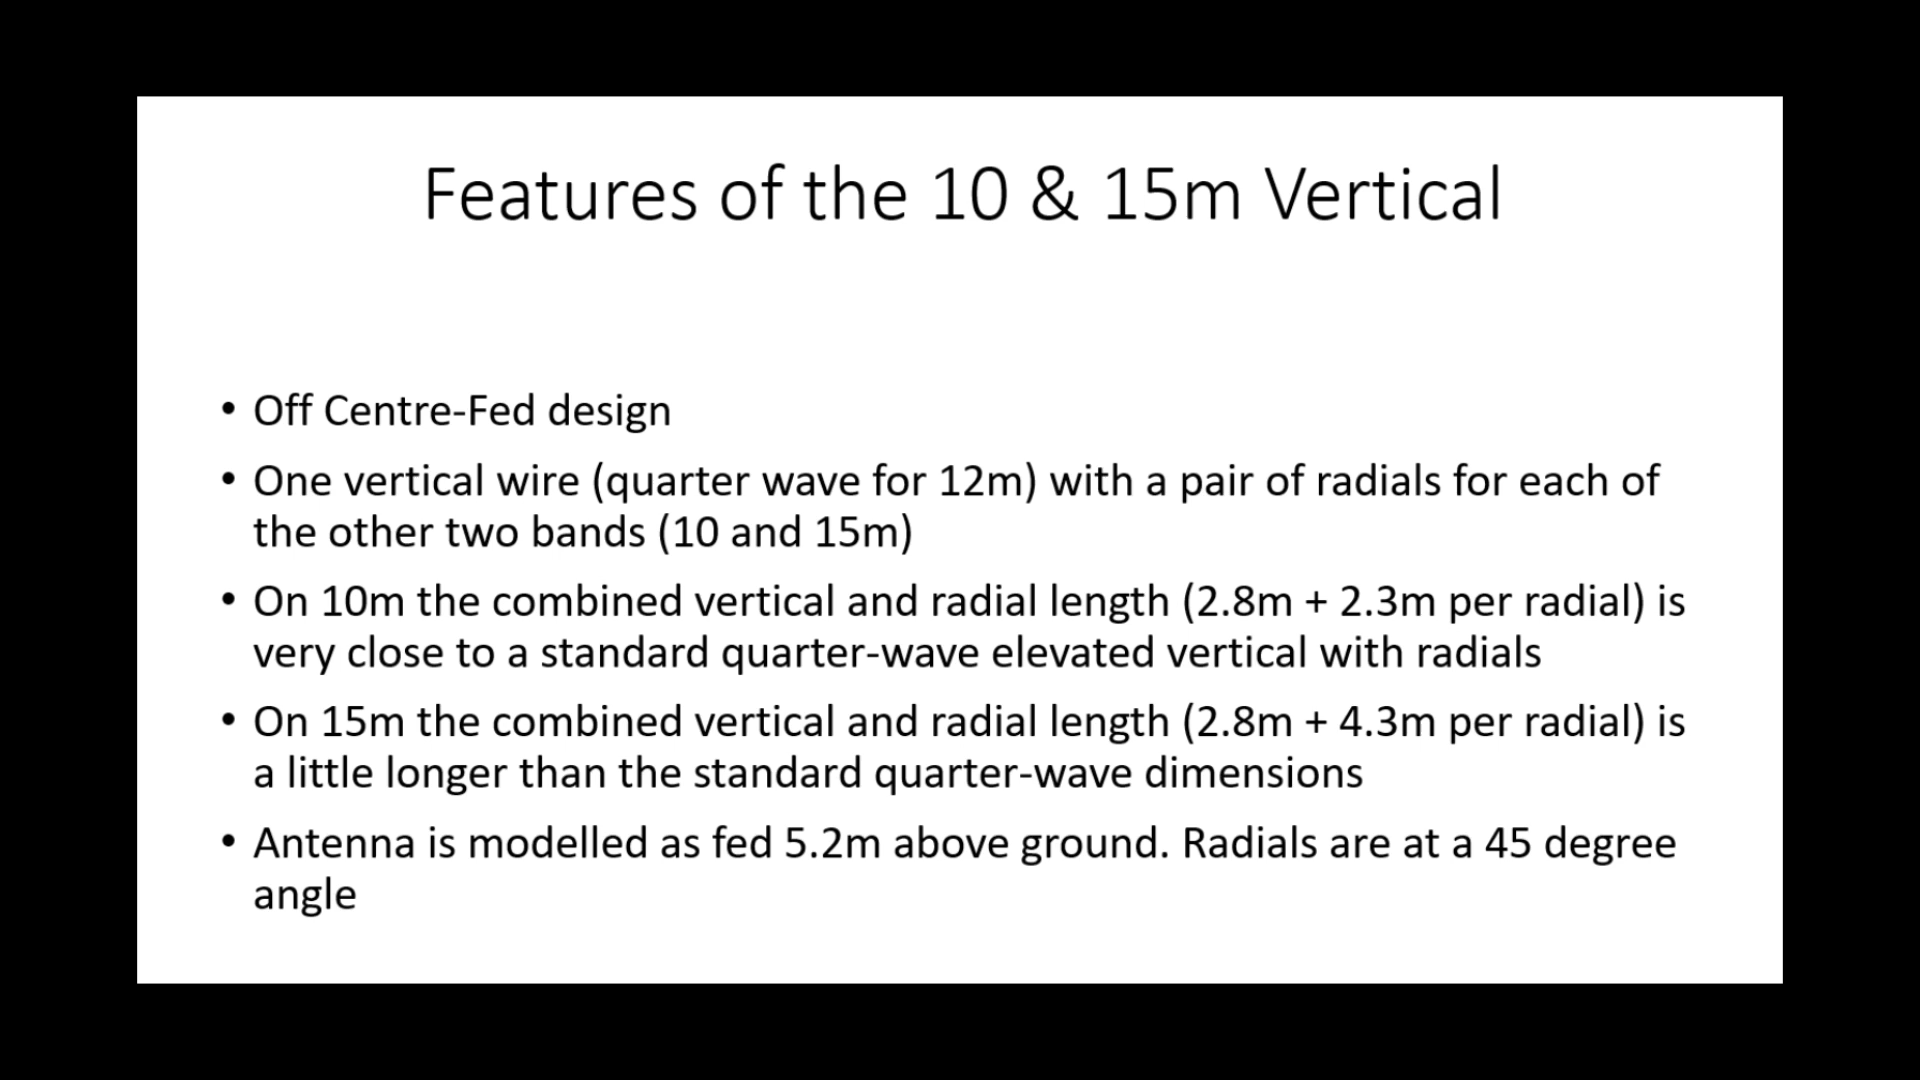 Features of the 10 & 15m Vertical
• Off Centre-Fed design
• One vertical wire (quarter wave for 12m) with a pair of radials for each of
the other two bands (10 and 15m)
• On 10m the combined vertical and radial length (2.8m + 2.3m per radial) is
very close to a standard quarter-wave elevated vertical with radials
• On 15m the combined vertical and radial length (2.8m + 4.3m per radial) is
a little longer than the standard quarter-wave dimensions
• Antenna is modelled as fed 5.2m above ground. Radials are at a 45 degree
angle